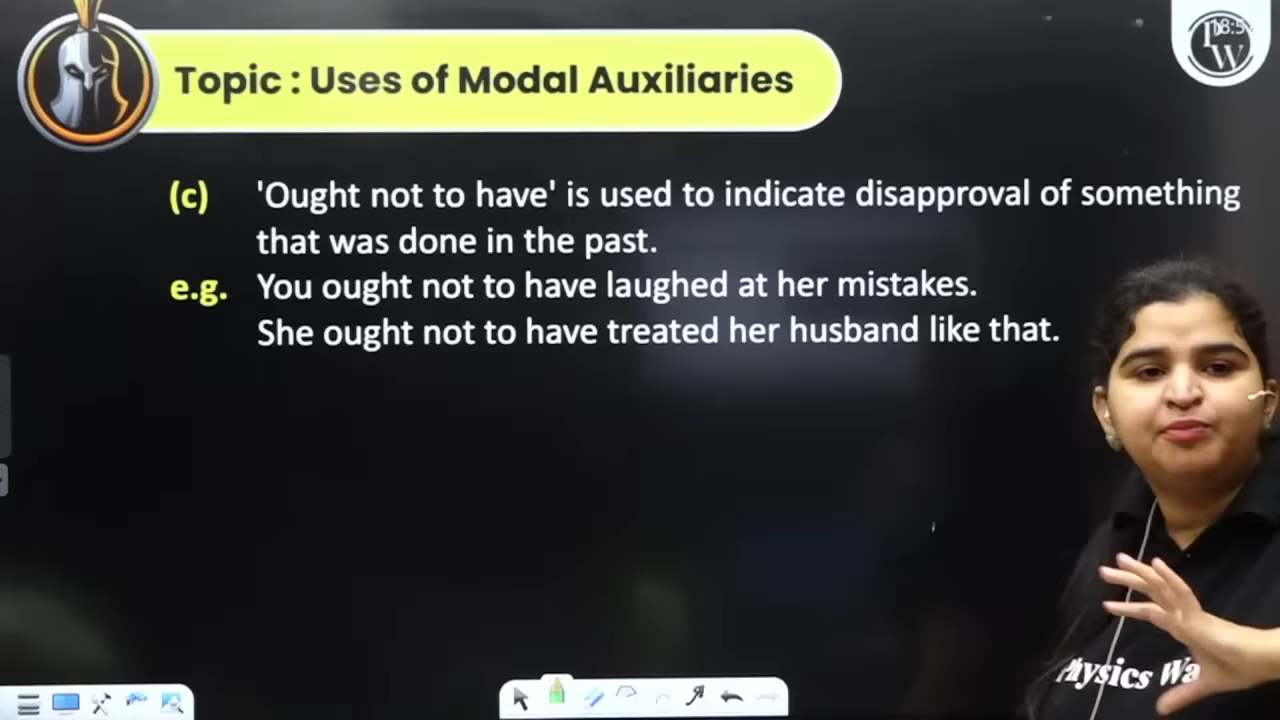 Topic : Uses of Modal Auxiliaries
(c) 'Ought not to have' is used to indicate disapproval of something
that was done in the past.
e.g. You ought not to have laughed at her mistakes.
She ought not to have treated her husband like that.
Physics Wa